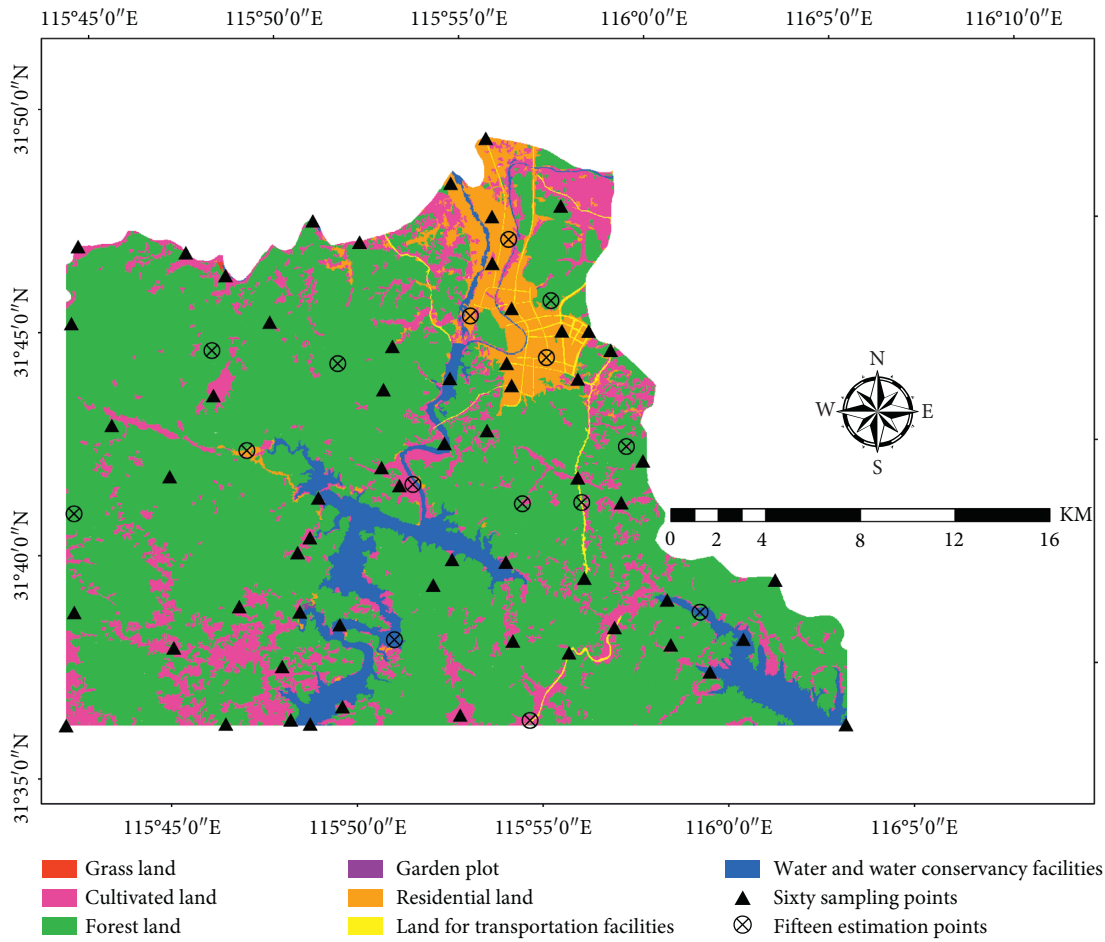 115°45′0″E 115°50′0″E 115°55′0″E 116°0′0″E 116°5′0″E 116°10′0″E
31°50′0″N
31°45′0″N
31°40′0″N
31°35′0″N
N
W E
S
KM
0 2 4 8 12 16
115°45′0″E 115°50′0″E 115°55′0″E 116°0′0″E 116°5′0″E
Grass land
Cultivated land
Forest land
Garden plot
Residential land
Land for transportation facilities
Water and water conservancy facilities
Sixty sampling points
Fifteen estimation points